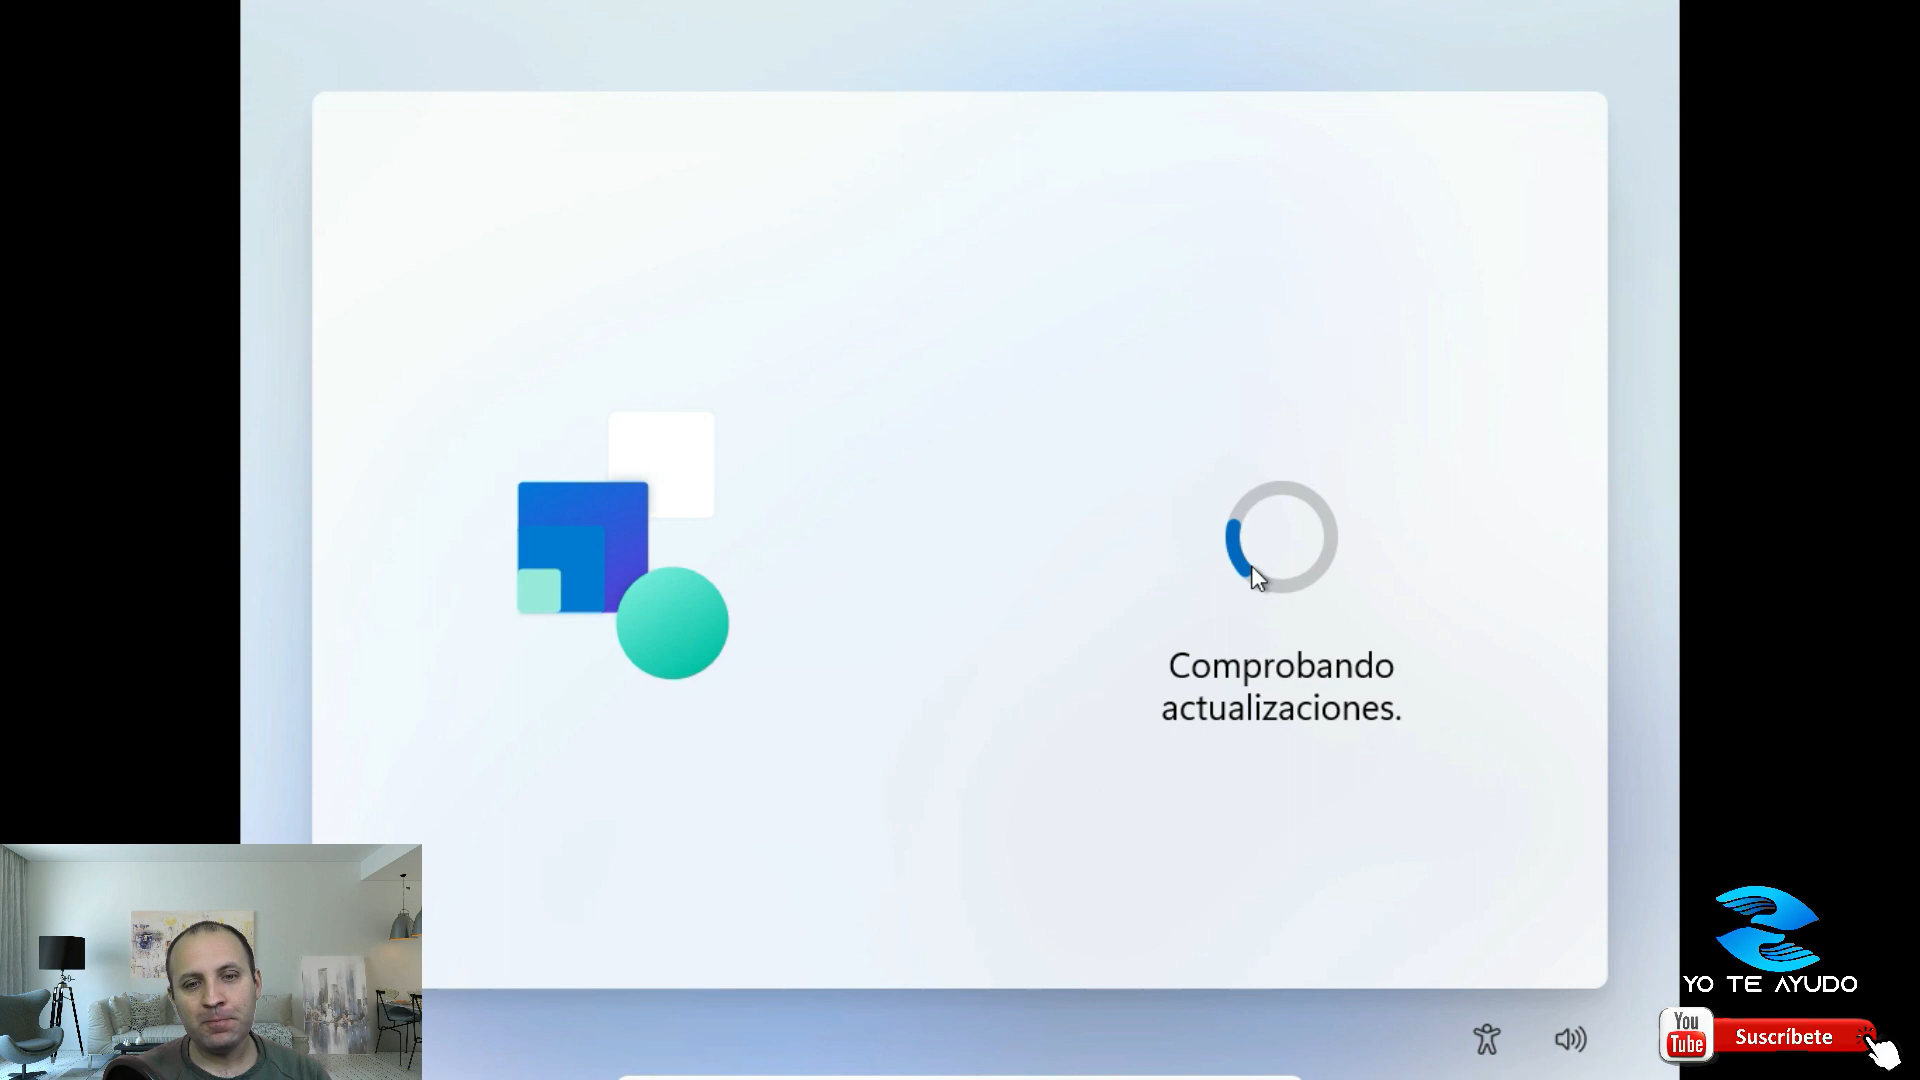 Comprobando
actualizaciones.
YO TE AYUDO
You
Tube
Suscríbete